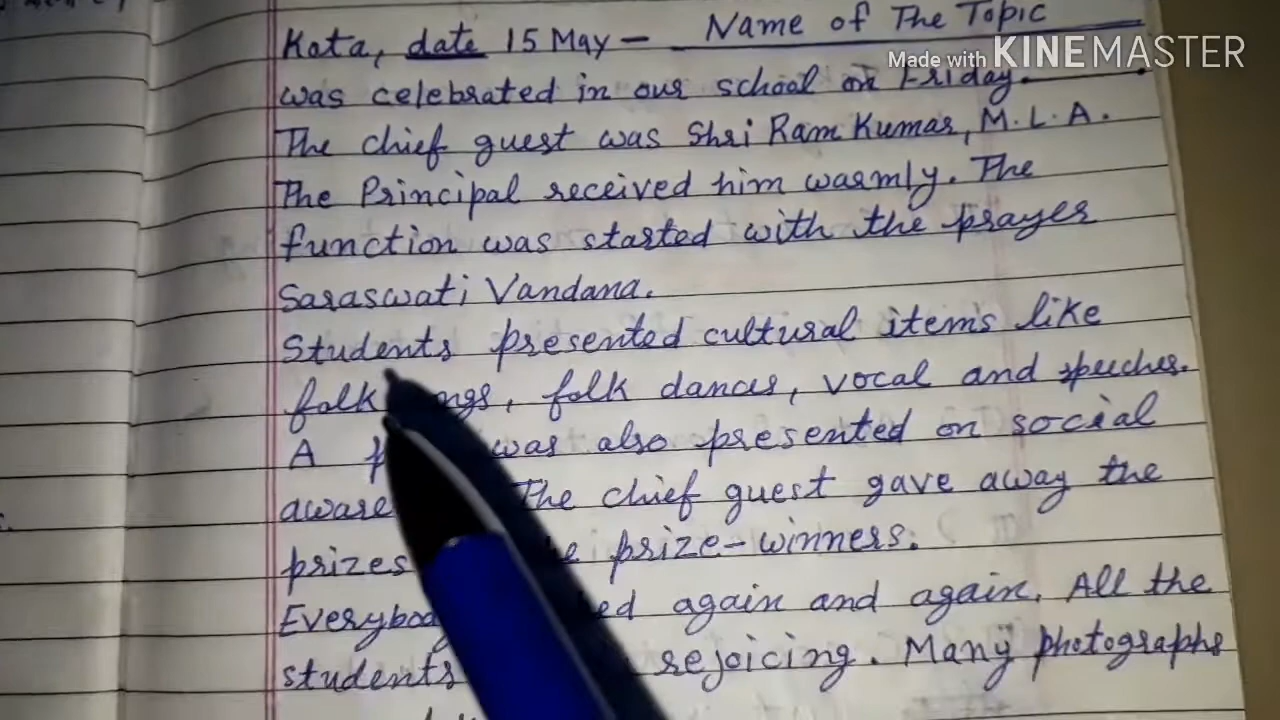 Kota, date 15 May - Name of The Topic
Made with KINEMASTER
was celebrated in our school on Friday.
The chief guest was Shri Ram Kumar, M.L.A.
The Principal received him warmly. The
function was started with the prayer
Saraswati Vandana.
Students presented cultural items like
folk , folk dances, vocal and speeches.
A was also presented on social
The chief guest gave away the
prizes prize-winners.
again and again. All the
students rejoicing. Many photographs